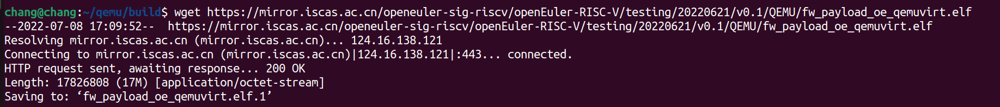 chang@chang:~/qemu/build$ wget https://mirror.iscas.ac.cn/openeuler-sig-riscv/openEuler-RISC-V/testing/20220621/v0.1/QEMU/fw_payload_oe_qemuvirt.elf
--2022-07-08 17:09:52--  https://mirror.iscas.ac.cn/openeuler-sig-riscv/openEuler-RISC-V/testing/20220621/v0.1/QEMU/fw_payload_oe_qemuvirt.elf
Resolving mirror.iscas.ac.cn (mirror.iscas.ac.cn)... 124.16.138.121
Connecting to mirror.iscas.ac.cn (mirror.iscas.ac.cn)|124.16.138.121|:443... connected.
HTTP request sent, awaiting response... 200 OK
Length: 17826808 (17M) [application/octet-stream]
Saving to: ‘fw_payload_oe_qemuvirt.elf.1’